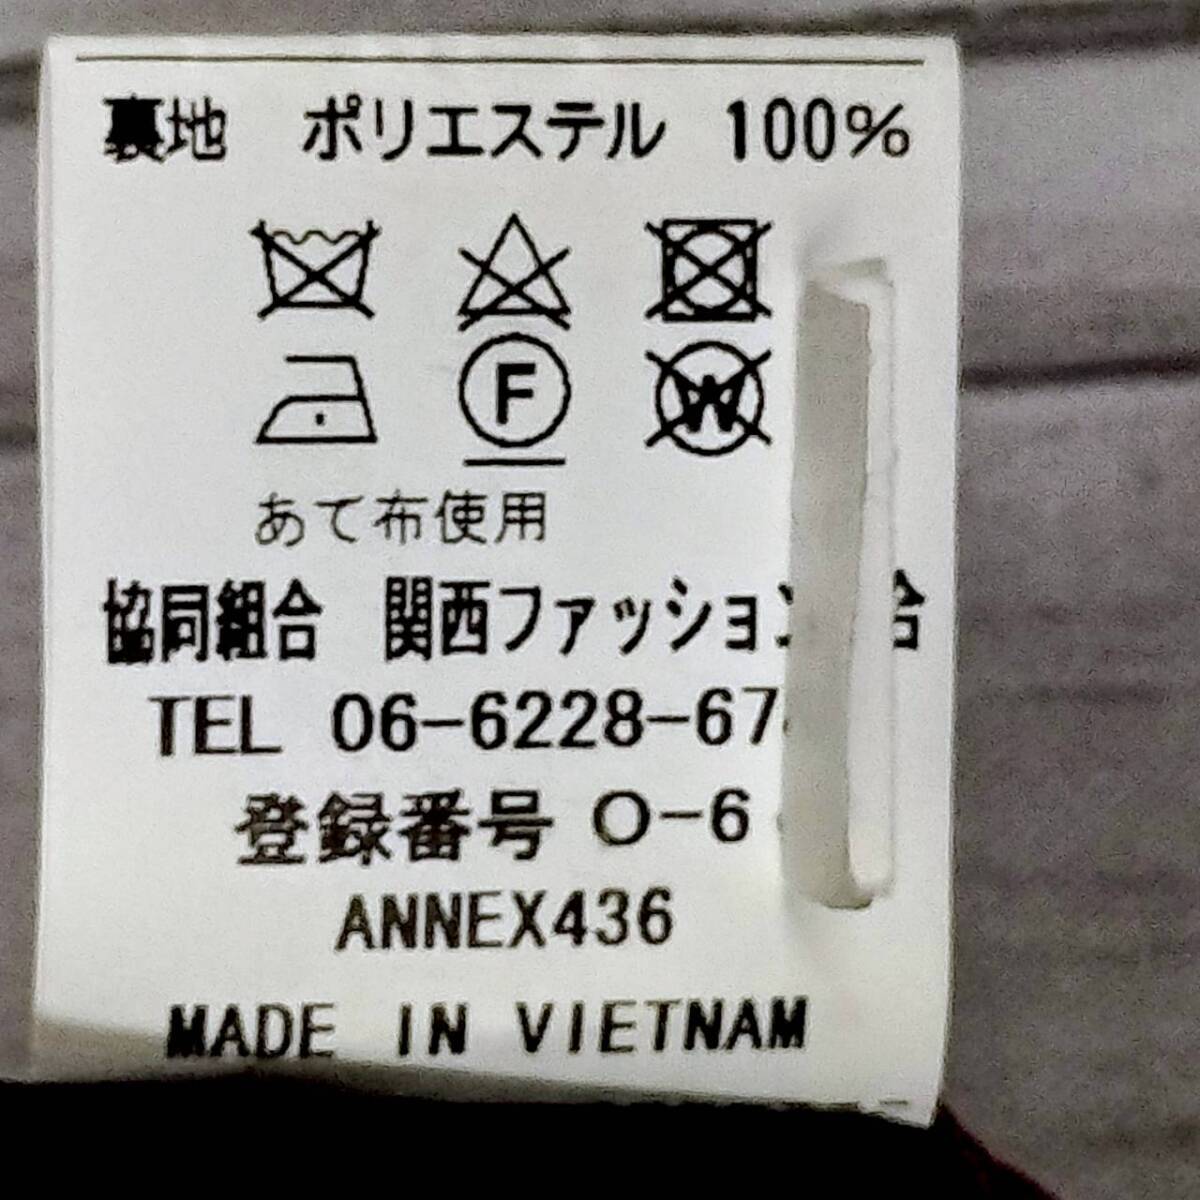 裏地 ポリエステル 100%
F W
あて布使用
協同組合 関西ファッション
TEL 06-6228-67
登録番号 O-6
ANNEX436
MADE IN VIETNAM